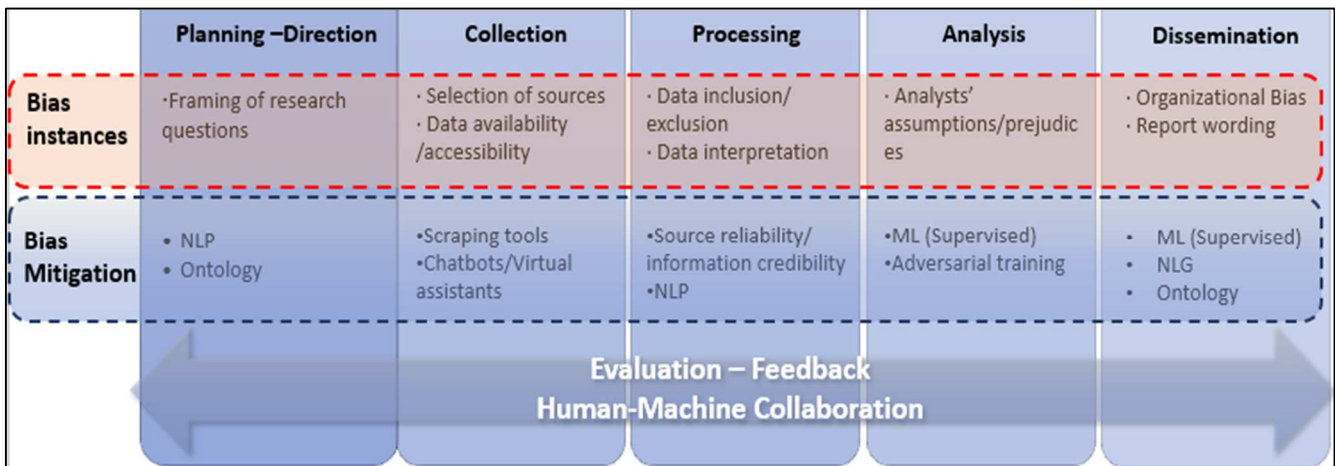 Planning –Direction
Collection
Processing
Analysis
Dissemination
Bias
instances
·Framing of research
questions
· Selection of sources
· Data availability
/accessibility
· Data inclusion/
exclusion
· Data interpretation
· Analysts'
assumptions/prejudic
es
· Organizational Bias
· Report wording
Bias
Mitigation
• NLP
• Ontology
•Scraping tools
•Chatbots/Virtual
assistants
•Source reliability/
information credibility
•NLP
•ML (Supervised)
•Adversarial training
• ML (Supervised)
• NLG
• Ontology
Evaluation – Feedback
Human-Machine Collaboration